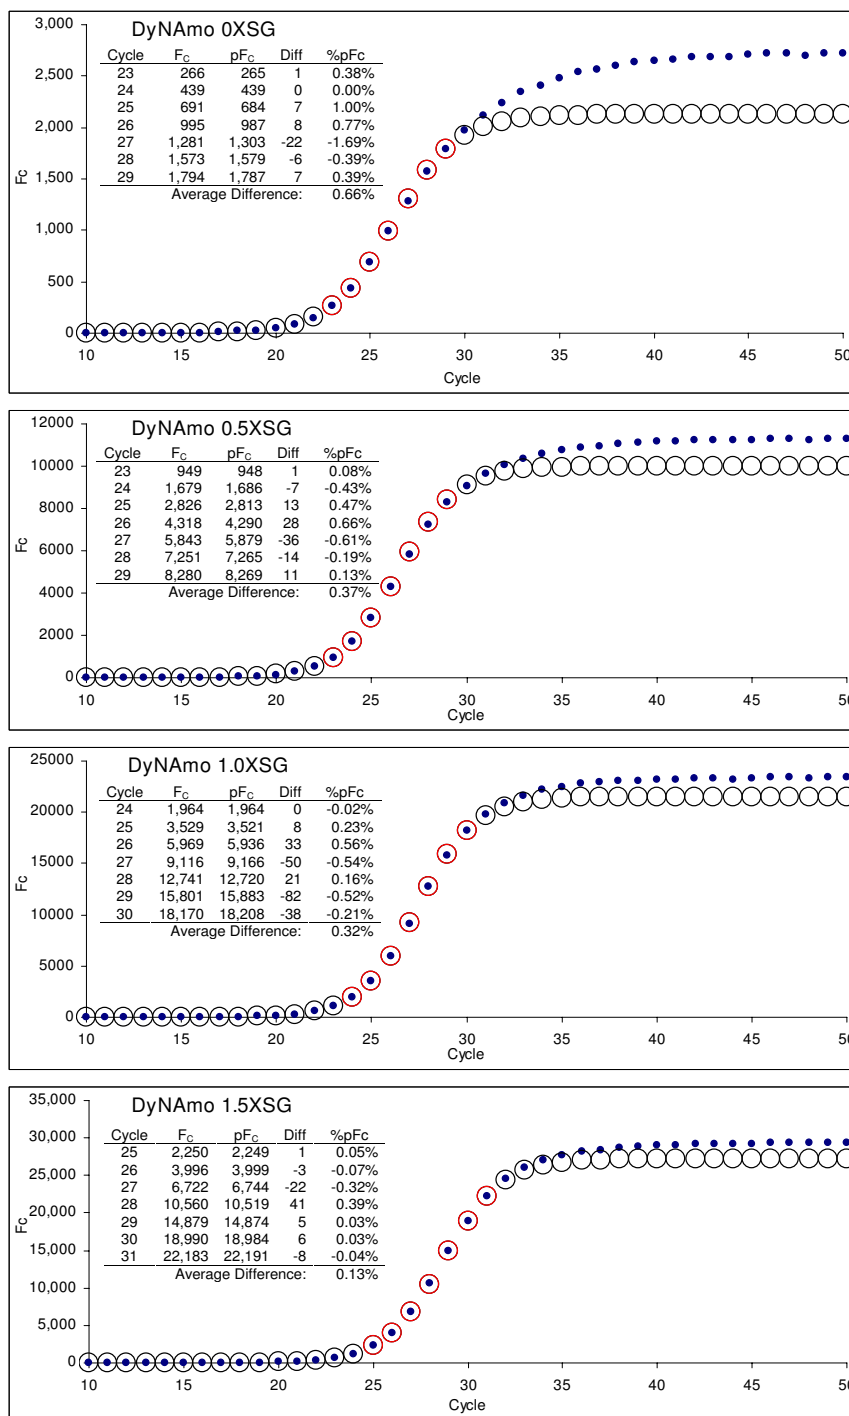 DyNAmo 0XSG
Cycle FC pFC Diff %pFc
23 266 265 1 0.38%
24 439 439 0 0.00%
25 691 684 7 1.00%
26 995 987 8 0.77%
27 1,281 1,303 -22 -1.69%
28 1,573 1,579 -6 -0.39%
29 1,794 1,787 7 0.39%
Average Difference: 0.66%
3,000
2,500
2,000
1,500
1,000
500
0
Fc
10 15 20 25 30 35 40 45 50
Cycle
DyNAmo 0.5XSG
Cycle FC pFC Diff %pFc
23 949 948 1 0.08%
24 1,679 1,686 -7 -0.43%
25 2,826 2,813 13 0.47%
26 4,318 4,290 28 0.66%
27 5,843 5,879 -36 -0.61%
28 7,251 7,265 -14 -0.19%
29 8,280 8,269 11 0.13%
Average Difference: 0.37%
12000
10000
8000
6000
4000
2000
0
Fc
10 15 20 25 30 35 40 45 50
Cycle
DyNAmo 1.0XSG
Cycle FC pFC Diff %pFc
24 1,964 1,964 0 -0.02%
25 3,529 3,521 8 0.23%
26 5,969 5,936 33 0.56%
27 9,116 9,166 -50 -0.54%
28 12,741 12,720 21 0.16%
29 15,801 15,883 -82 -0.52%
30 18,170 18,208 -38 -0.21%
Average Difference: 0.32%
25000
20000
15000
10000
5000
0
Fc
10 15 20 25 30 35 40 45 50
Cycle
DyNAmo 1.5XSG
Cycle FC pFC Diff %pFc
25 2,250 2,249 1 0.05%
26 3,996 3,999 -3 -0.07%
27 6,722 6,744 -22 -0.32%
28 10,560 10,519 41 0.39%
29 14,879 14,874 5 0.03%
30 18,990 18,984 6 0.03%
31 22,183 22,191 -8 -0.04%
Average Difference: 0.13%
35,000
30,000
25,000
20,000
15,000
10,000
5,000
0
Fc
10 15 20 25 30 35 40 45 50
Cycle